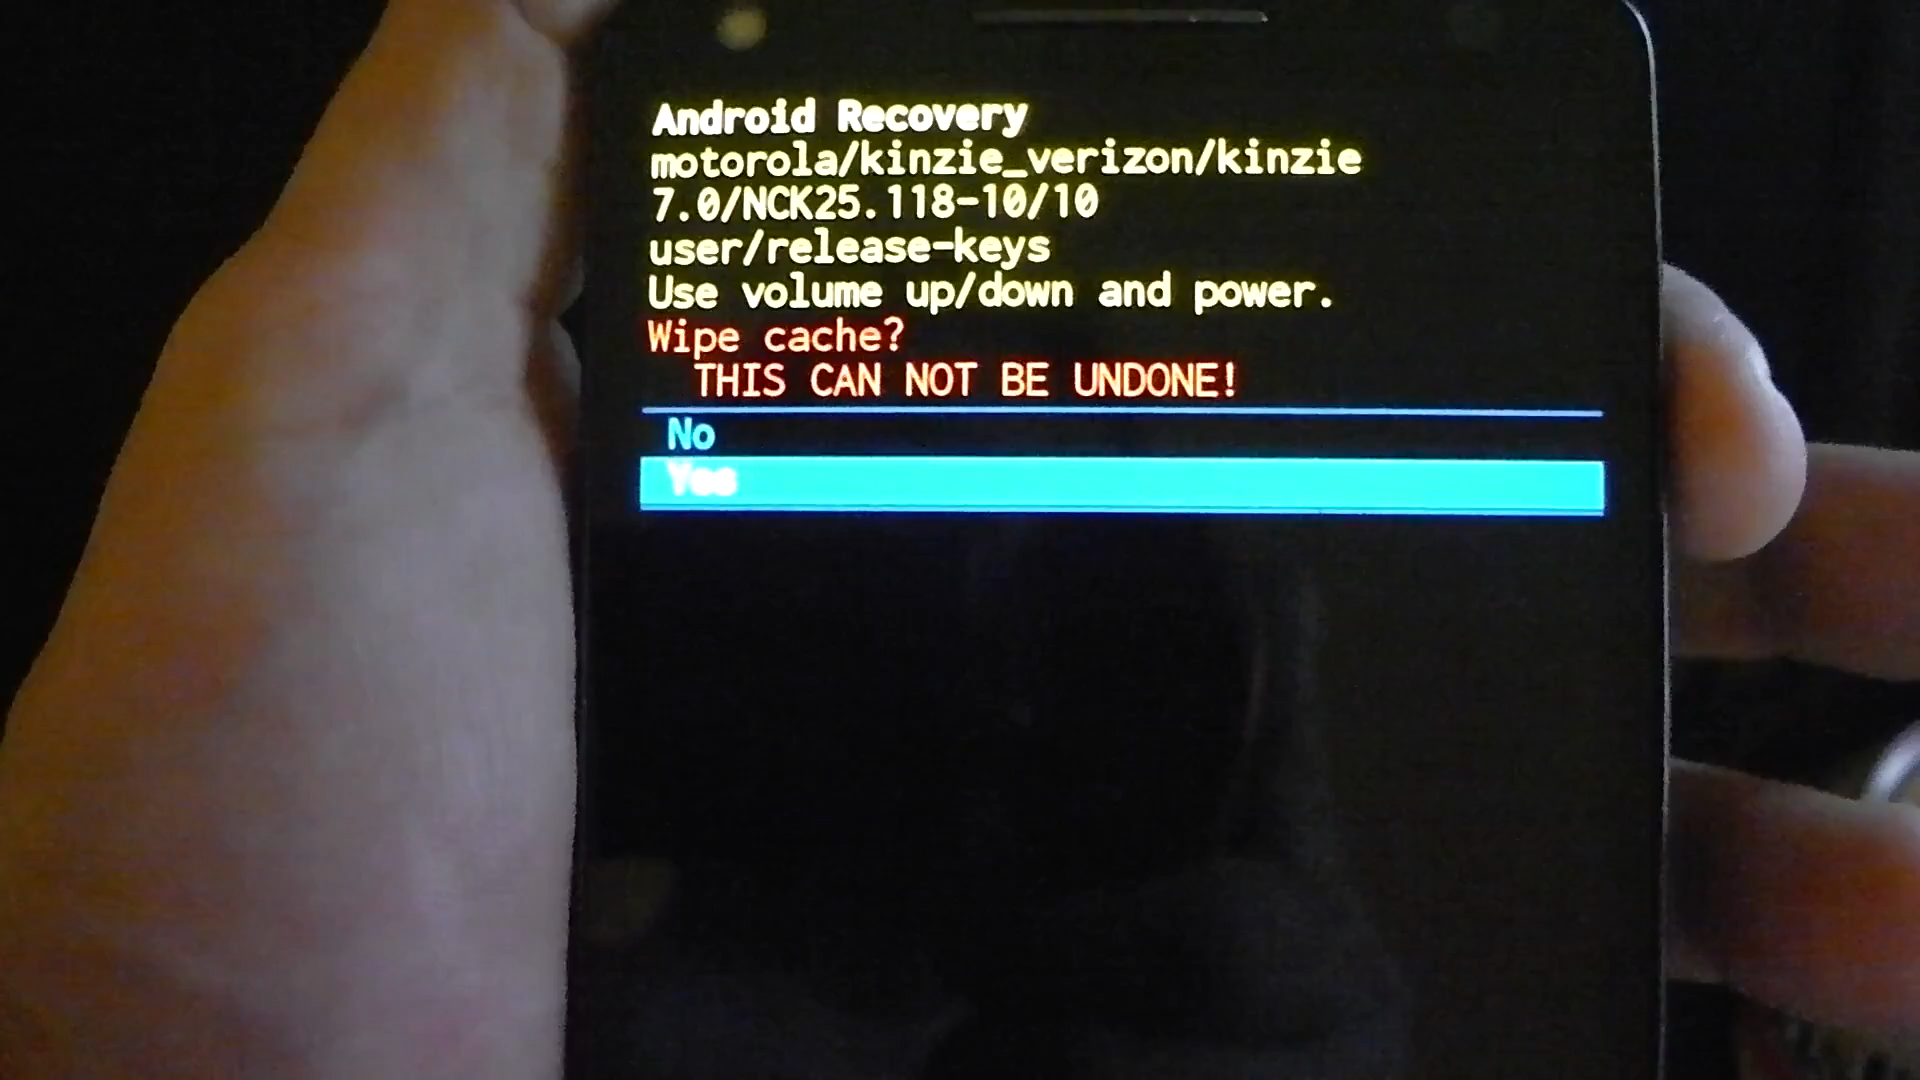 Android Recovery
motorola/kinzie_verizon/kinzie
7.0/NCK25.118-10/10
user/release-keys
Use volume up/down and power.
Wipe cache?
THIS CAN NOT BE UNDONE!
No
Yes